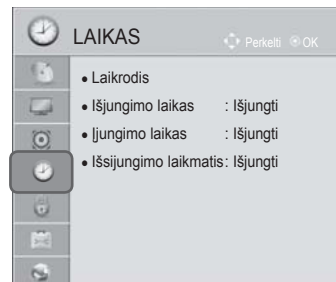 LAIKAS
Perkelti OK
• Laikrodis
• Išjungimo laikas : Išjungti
• Įjungimo laikas : Išjungti
• Išsijungimo laikmatis: Išjungti